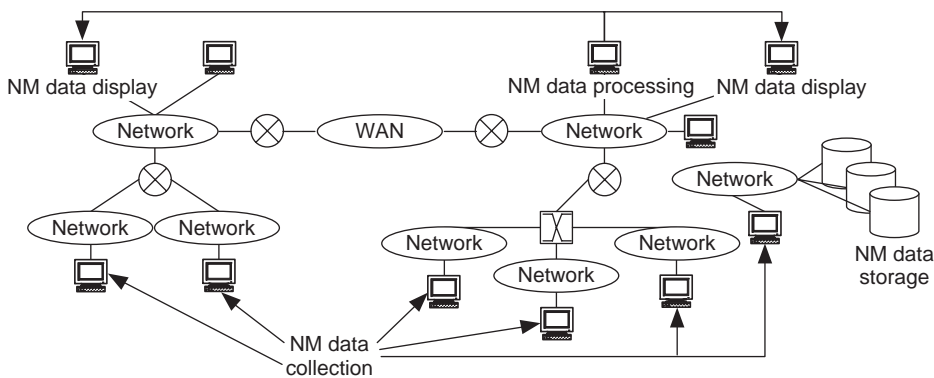 NM data display
NM data processing
NM data display
Network
WAN
Network
Network
Network
Network
Network
Network
Network
NM data
storage
NM data
collection